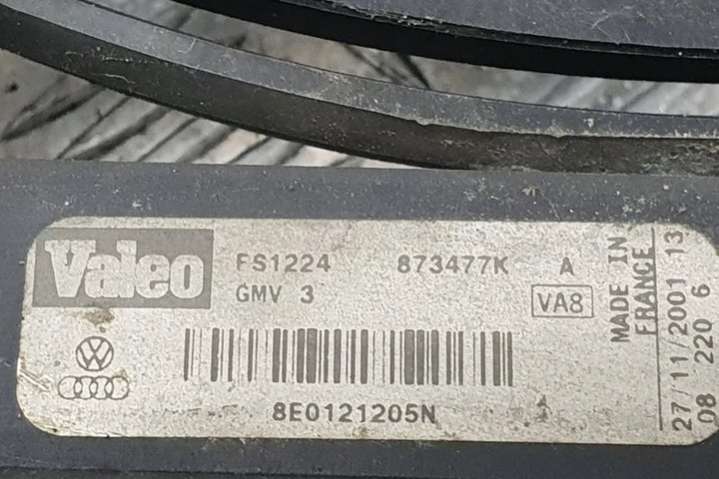 Valeo
FS1224 873477K A
GMV 3
VA8
8E0121205N
MADE IN
FRANCE
27/11/2001 13
08 220 6